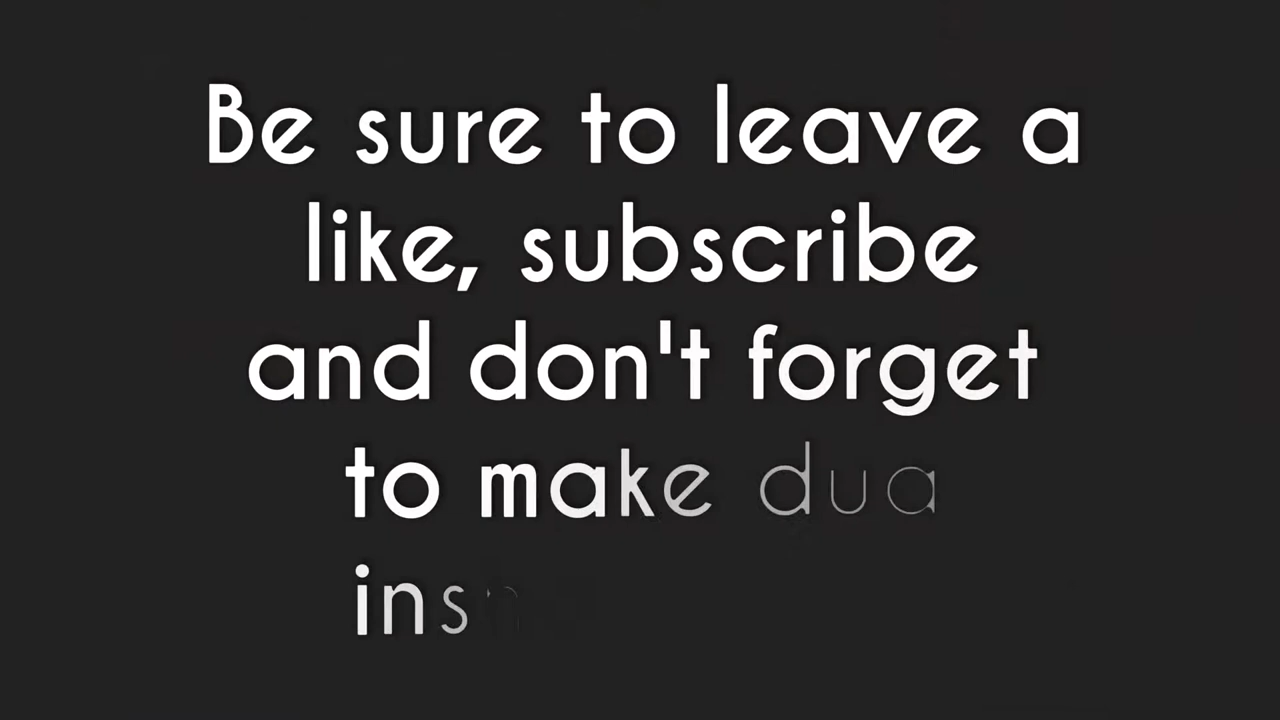 Be sure to leave a
like, subscribe
and don't forget
to make dua